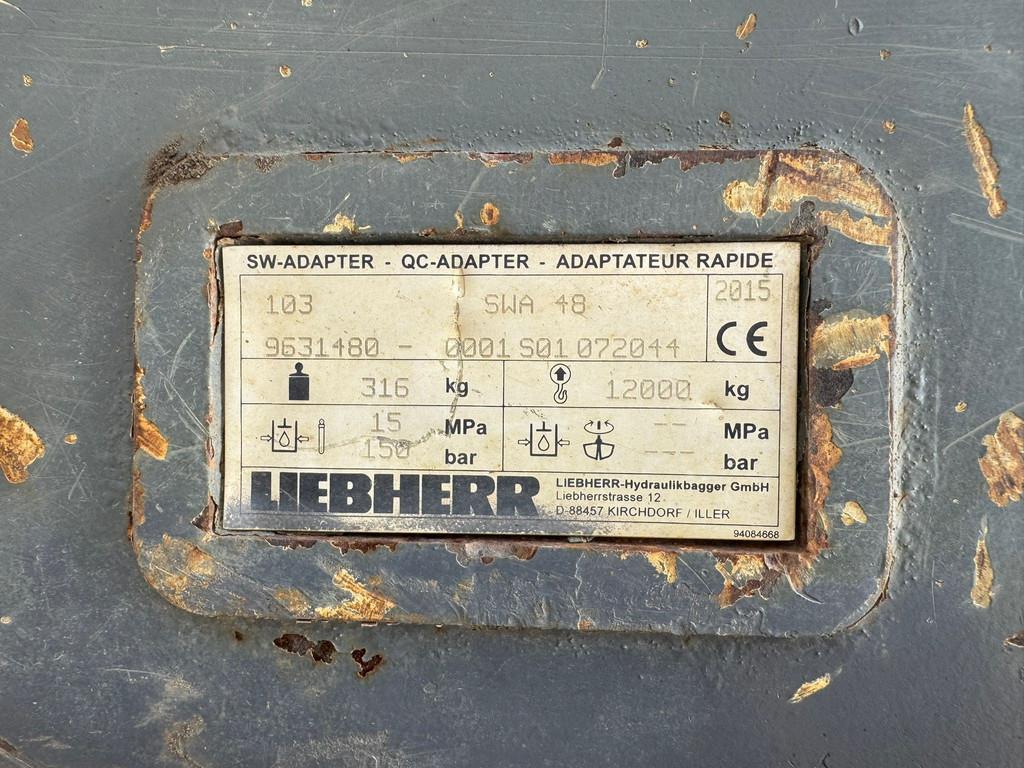 SW-ADAPTER - QC-ADAPTER - ADAPTATEUR RAPIDE
103 SWA 48 2015
9631480 - 0001 S01 072044 CE
316 kg 12000 kg
15 MPa -- MPa
150 bar --- bar
LIEBHERR
LIEBHERR-Hydraulikbagger GmbH
Liebherrstrasse 12
D-88457 KIRCHDORF / ILLER
94084668